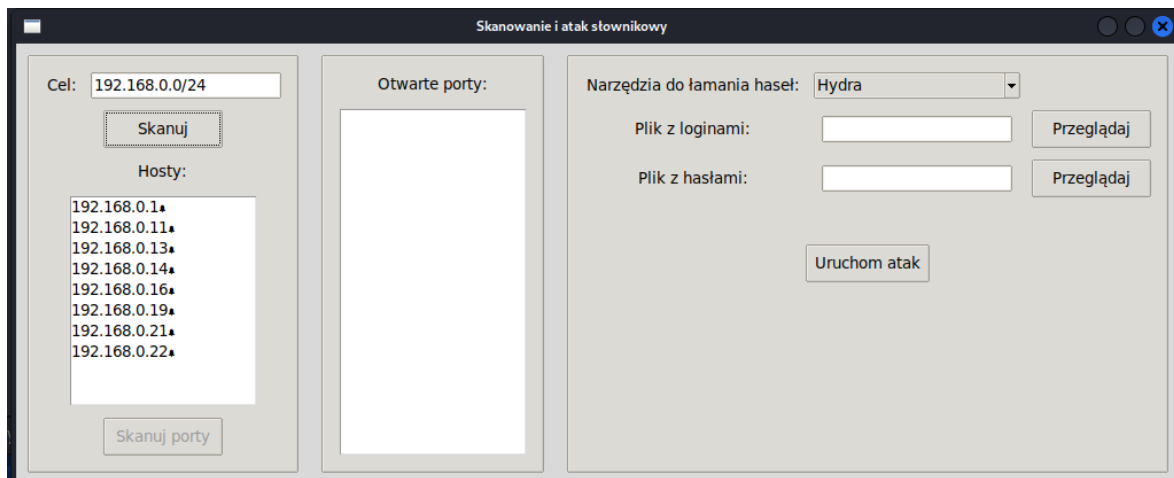 Skanowanie i atak słownikowy
Cel: 192.168.0.0/24
Skanuj
Hosty:
192.168.0.1
192.168.0.11
192.168.0.13
192.168.0.14
192.168.0.16
192.168.0.19
192.168.0.21
192.168.0.22
Skanuj porty
Otwarte porty:
Narzędzia do łamania haseł: Hydra
Plik z loginami: Przeglądaj
Plik z hasłami: Przeglądaj
Uruchom atak